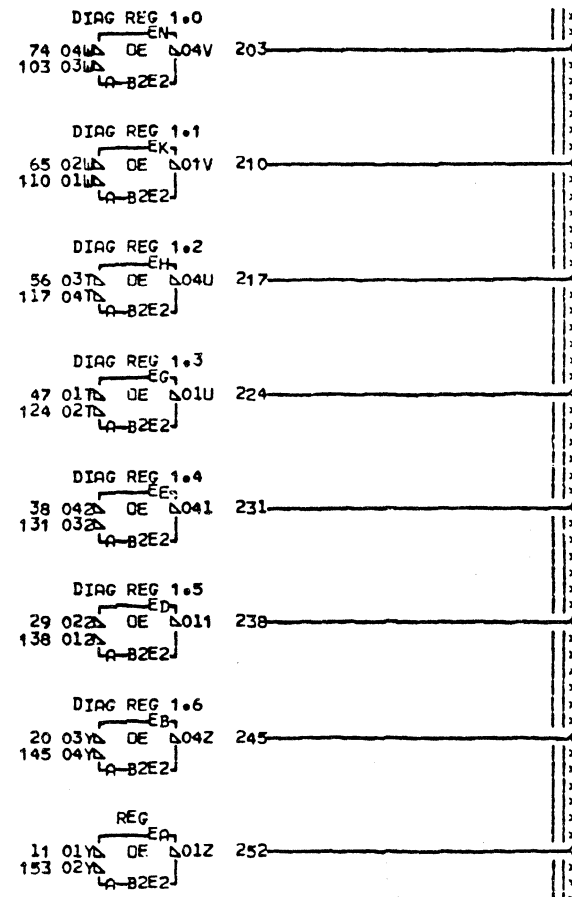 DIAG REG 1.0
EN
74 04W OE 04V 203
103 03W
A B2E2
DIAG REG 1.1
EK
65 02W OE 01V 210
110 01W
A B2E2
DIAG REG 1.2
EH
56 03T OE 04U 217
117 04T
A B2E2
DIAG REG 1.3
EG
47 01T OE 01U 224
124 02T
A B2E2
DIAG REG 1.4
EE
38 042 OE 041 231
131 032
A B2E2
DIAG REG 1.5
ED
29 022 OE 011 238
138 012
A B2E2
DIAG REG 1.6
EB
20 03Y OE 04Z 245
145 04Y
A B2E2
REG
EA
11 01Y OE 01Z 252
153 02Y
A B2E2